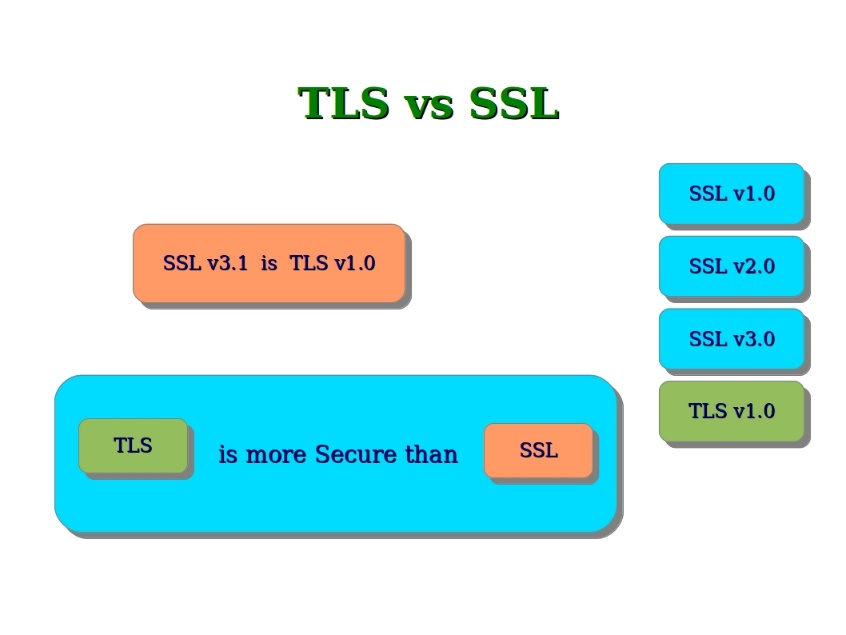 TLS vs SSL
SSL v3.1 is TLS v1.0
TLS is more Secure than SSL
SSL v1.0
SSL v2.0
SSL v3.0
TLS v1.0